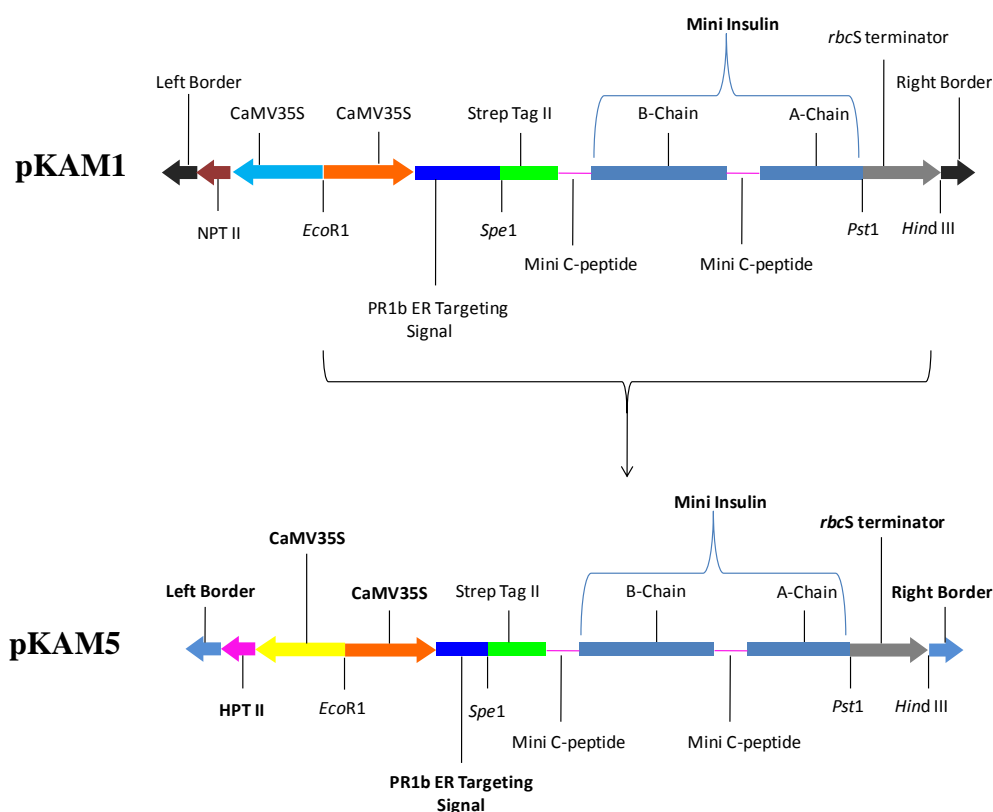 Mini Insulin
rbcS terminator
Left Border
Right Border
CaMV35S
CaMV35S
Strep Tag II
B-Chain
A-Chain
pKAM1
NPT II
EcoR1
Spe1
Pst1
Hind III
Mini C-peptide
Mini C-peptide
PR1b ER Targeting
Signal
Mini Insulin
rbcS terminator
CaMV35S
Left Border
CaMV35S
Strep Tag II
B-Chain
A-Chain
Right Border
pKAM5
HPT II
EcoR1
Spe1
Pst1
Hind III
Mini C-peptide
Mini C-peptide
PR1b ER Targeting
Signal